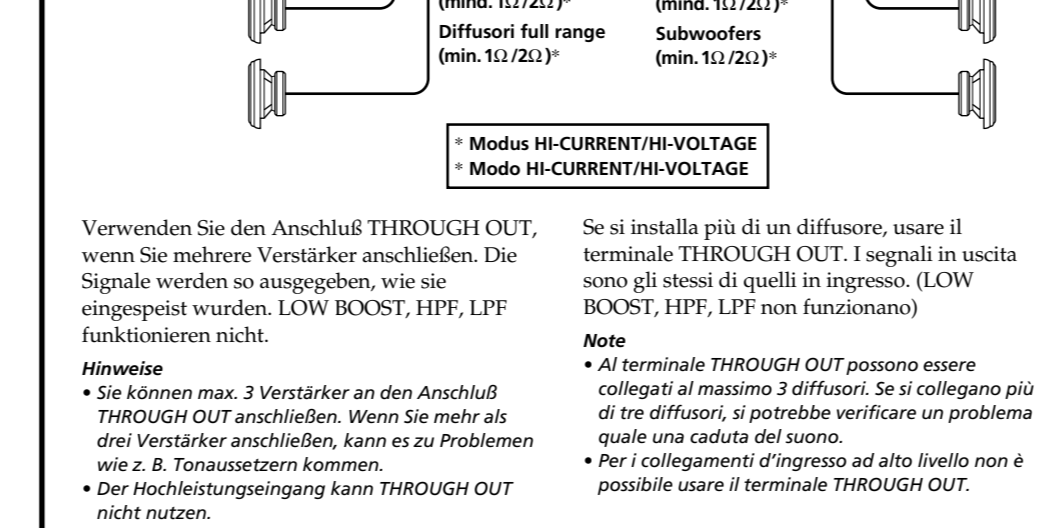 (mind. 1Ω/2Ω)*
Diffusori full range
(min. 1Ω/2Ω)*
(mind. 1Ω/2Ω)*
Subwoofers
(min. 1Ω/2Ω)*
* Modus HI-CURRENT/HI-VOLTAGE
* Modo HI-CURRENT/HI-VOLTAGE
Verwenden Sie den Anschluß THROUGH OUT,
wenn Sie mehrere Verstärker anschließen. Die
Signale werden so ausgegeben, wie sie
eingespeist wurden. LOW BOOST, HPF, LPF
funktionieren nicht.
Hinweise
• Sie können max. 3 Verstärker an den Anschluß
THROUGH OUT anschließen. Wenn Sie mehr als
drei Verstärker anschließen, kann es zu Problemen
wie z. B. Tonaussetzern kommen.
• Der Hochleistungseingang kann THROUGH OUT
nicht nutzen.
Se si installa più di un diffusore, usare il
terminale THROUGH OUT. I segnali in uscita
sono gli stessi di quelli in ingresso. (LOW
BOOST, HPF, LPF non funzionano)
Note
• Al terminale THROUGH OUT possono essere
collegati al massimo 3 diffusori. Se si collegano più
di tre diffusori, si potrebbe verificare un problema
quale una caduta del suono.
• Per i collegamenti d'ingresso ad alto livello non è
possibile usare il terminale THROUGH OUT.